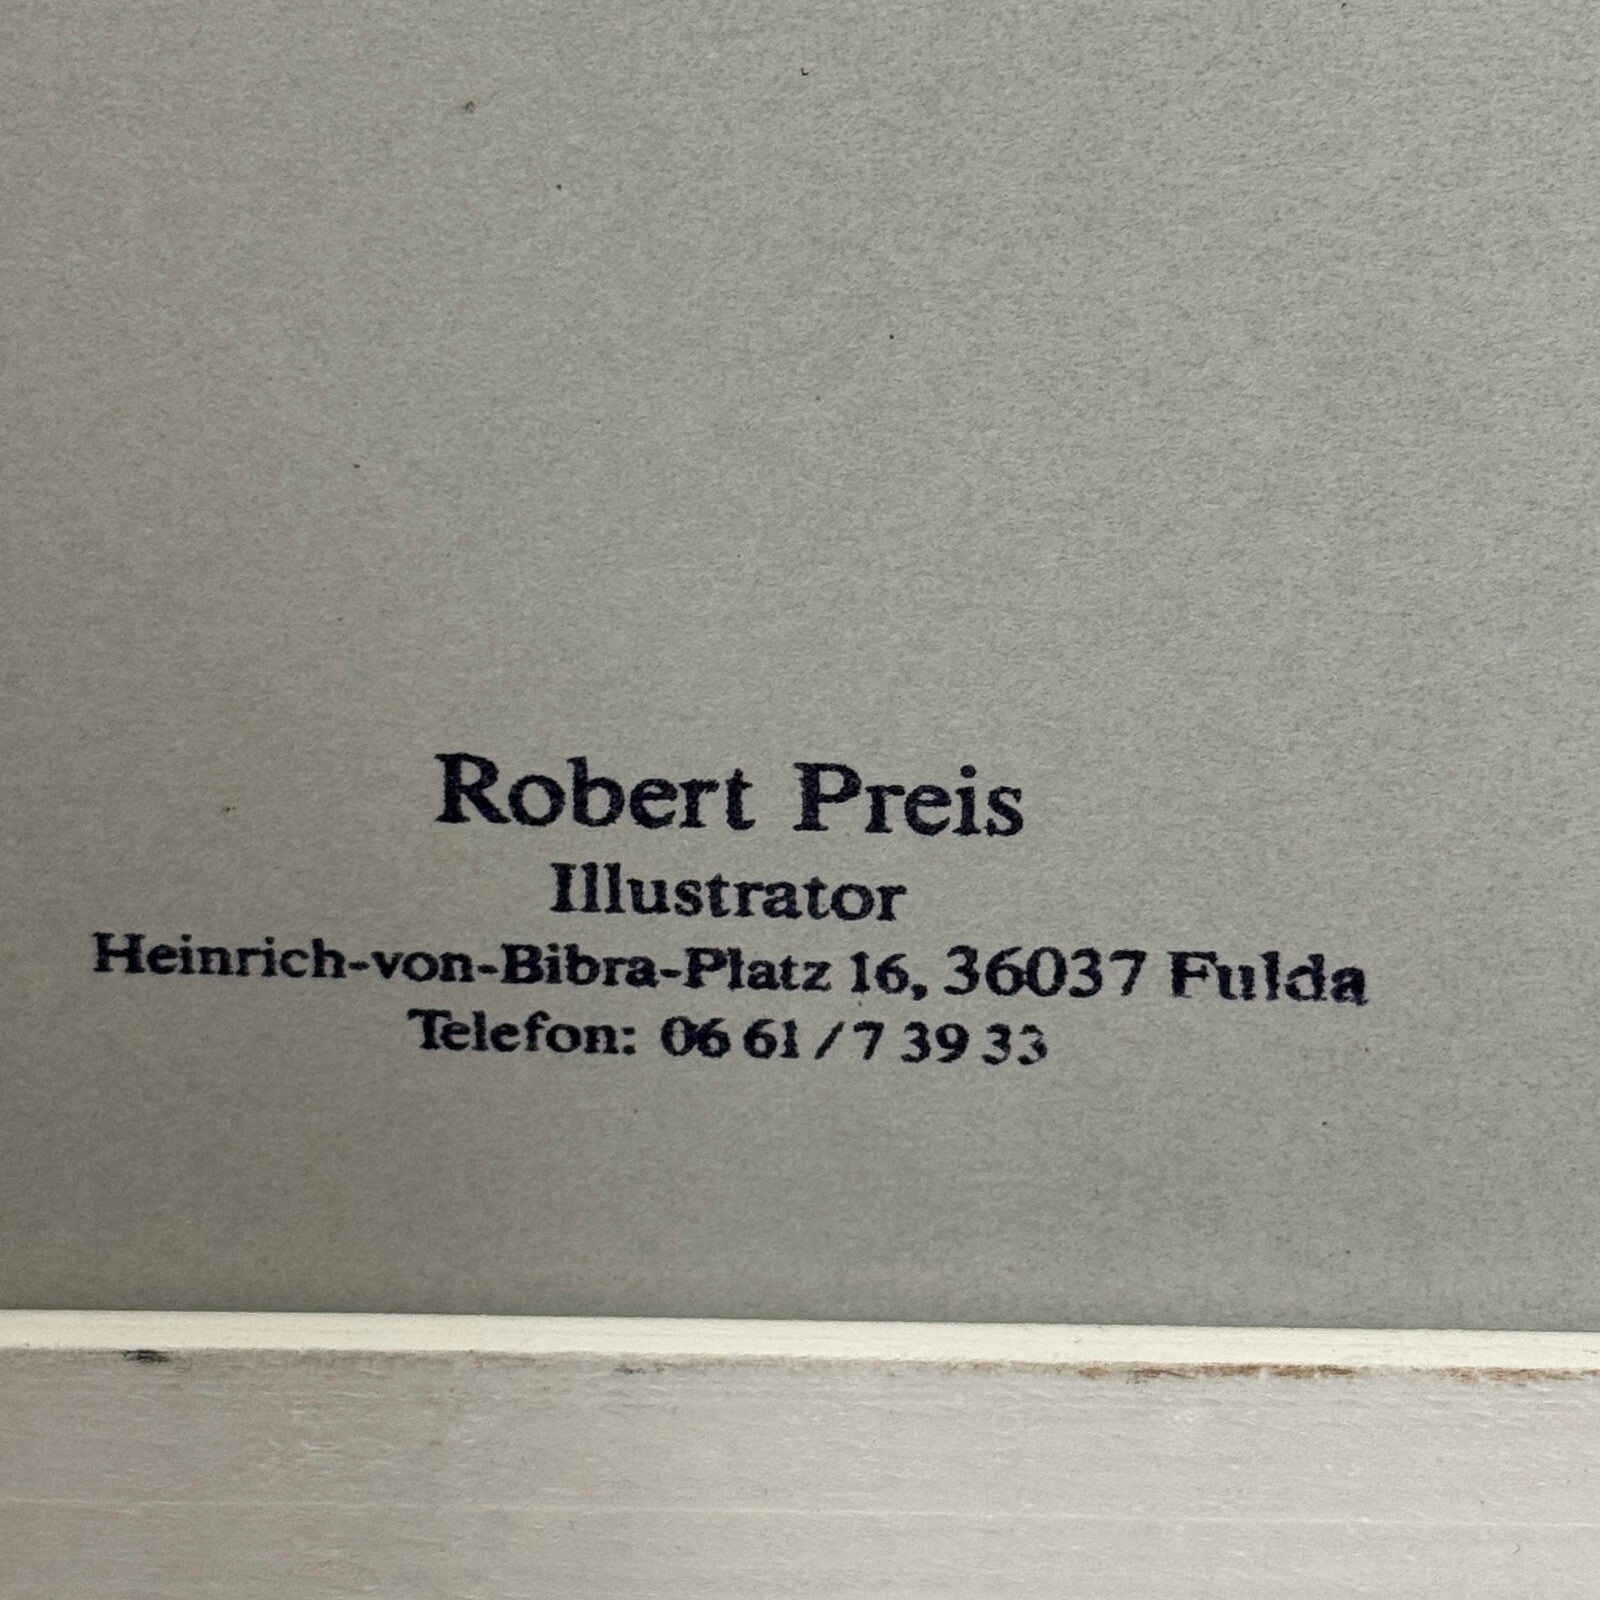 Robert Preis
Illustrator
Heinrich-von-Bibra-Platz 16, 36037 Fulda
Telefon: 06 61 / 7 39 33